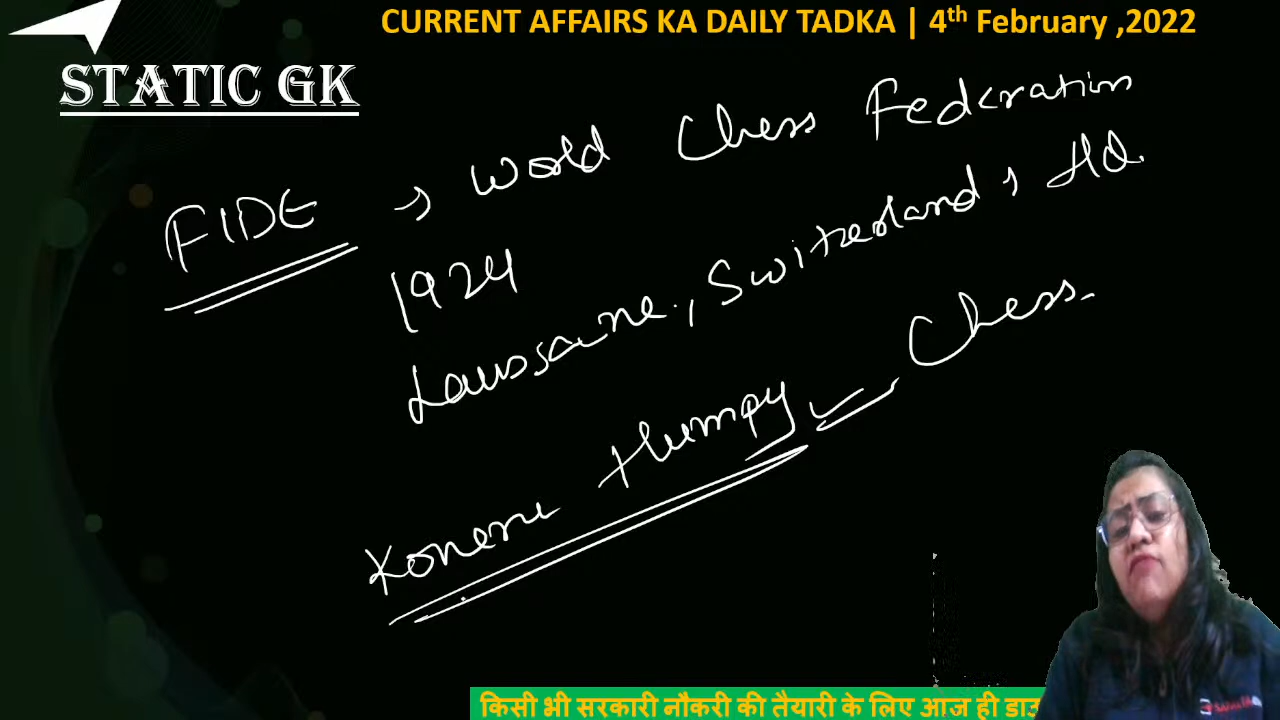 CURRENT AFFAIRS KA DAILY TADKA | 4th February ,2022
STATIC GK
FIDE → World Chess Federation
1924
Laussaine, Switzerland → HQ.
Koneru Humpy ✓ Chess
किसी भी सरकारी नौकरी की तैयारी के लिए आज ही